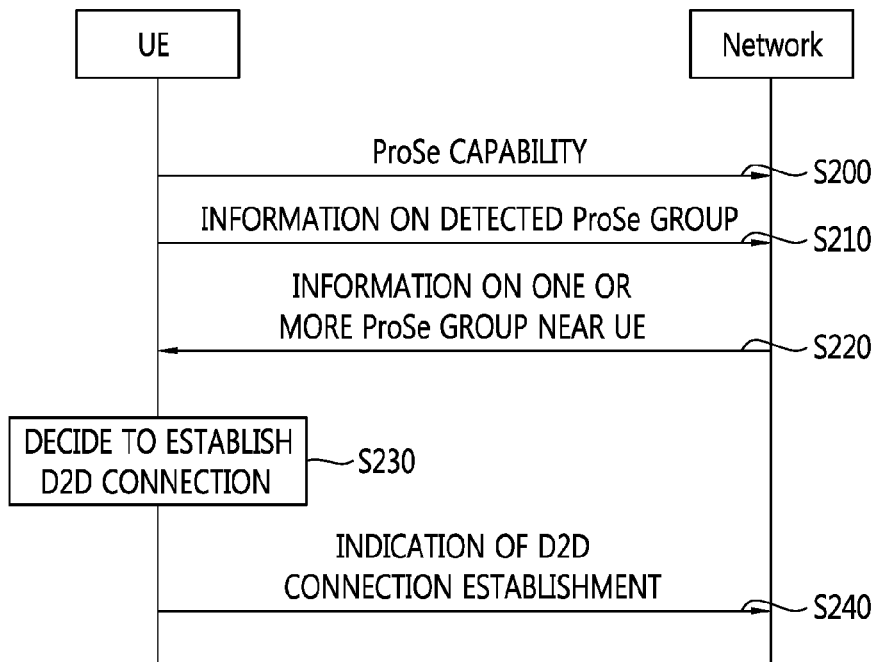 UE
Network
ProSe CAPABILITY
S200
INFORMATION ON DETECTED ProSe GROUP
S210
INFORMATION ON ONE OR
MORE ProSe GROUP NEAR UE
S220
DECIDE TO ESTABLISH
D2D CONNECTION
S230
INDICATION OF D2D
CONNECTION ESTABLISHMENT
S240